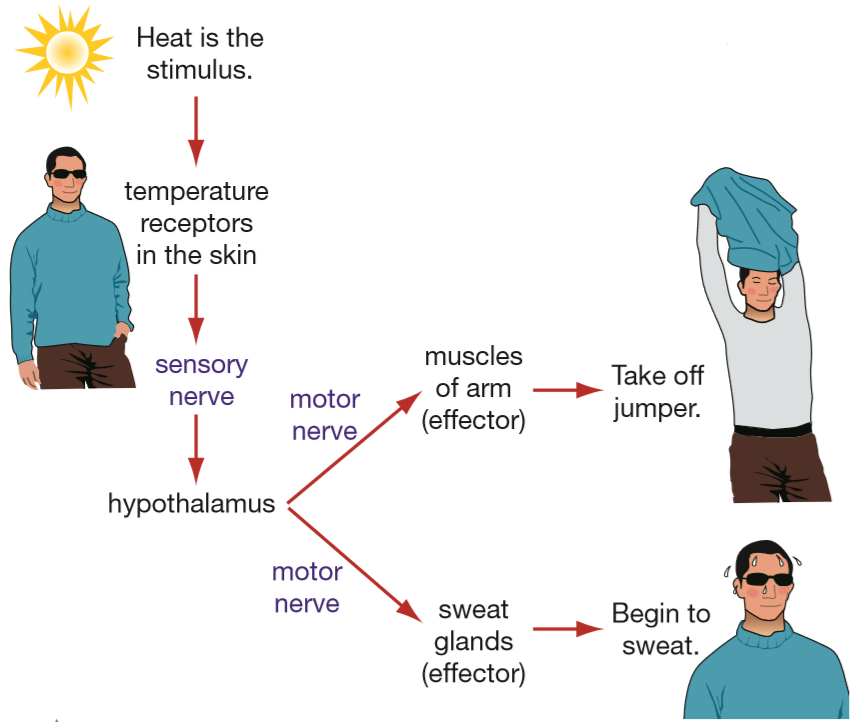 Heat is the
stimulus.
temperature
receptors
in the skin
sensory
nerve
hypothalamus
motor
nerve
muscles
of arm
(effector)
Take off
jumper.
motor
nerve
sweat
glands
(effector)
Begin to
sweat.